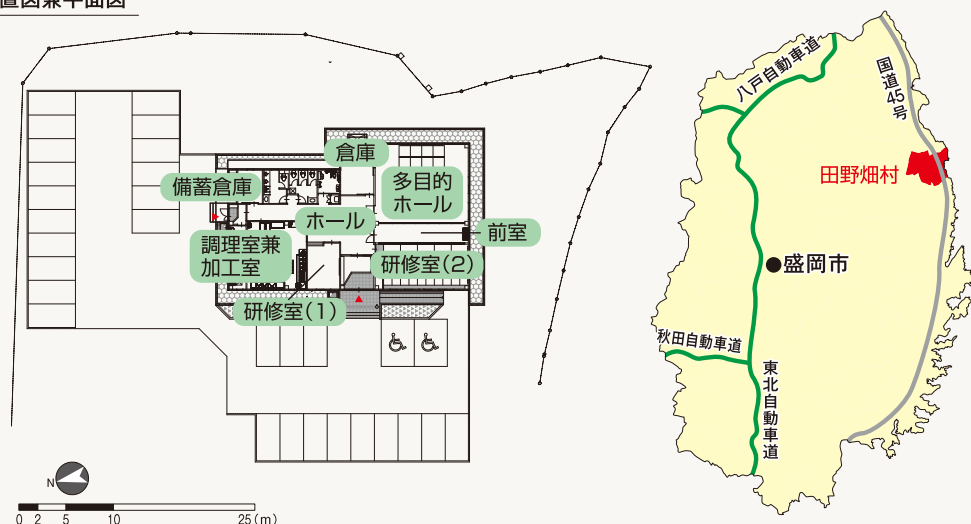 置図兼平面図
倉庫
備蓄倉庫
多目的
ホール
ホール
前室
調理室兼
加工室
研修室(2)
研修室(1)
N
0 2 5 10 25(m)
八戸自動車道
国道45号
田野畑村
盛岡市
秋田自動車道
東北自動車道